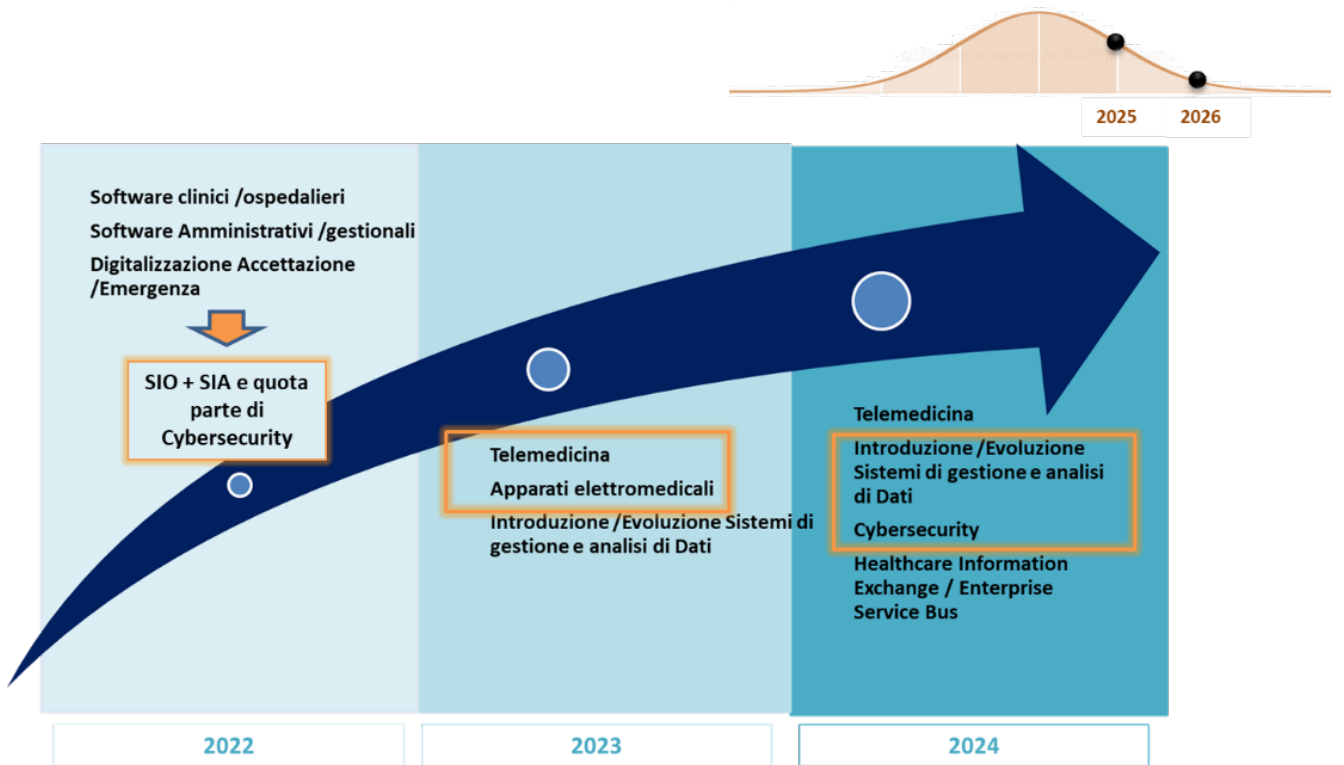 2025
2026
Software clinici /ospedalieri
Software Amministrativi /gestionali
Digitalizzazione Accettazione
/Emergenza
SIO + SIA e quota
parte di
Cybersecurity
Telemedicina
Apparati elettromedicali
Introduzione /Evoluzione Sistemi di
gestione e analisi di Dati
Telemedicina
Introduzione /Evoluzione
Sistemi di gestione e analisi
di Dati
Cybersecurity
Healthcare Information
Exchange / Enterprise
Service Bus
2022
2023
2024